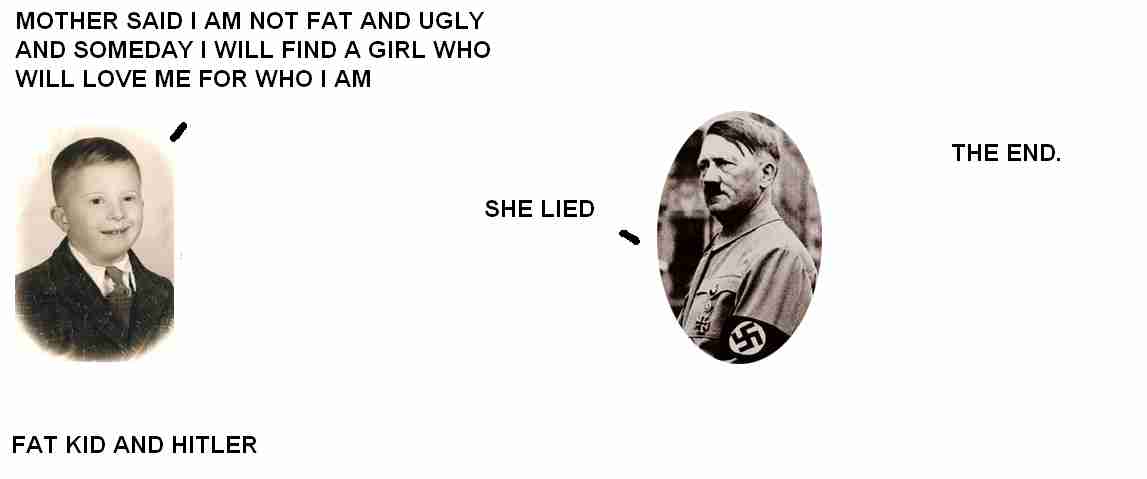 MOTHER SAID I AM NOT FAT AND UGLY
AND SOMEDAY I WILL FIND A GIRL WHO
WILL LOVE ME FOR WHO I AM
SHE LIED
THE END.
FAT KID AND HITLER